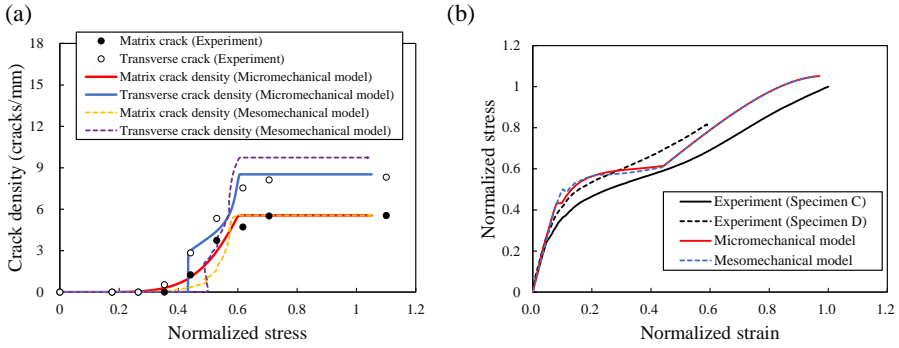 (a)
Crack density (cracks/mm)
18
15
12
9
6
3
0
0
0.2
0.4
0.6
0.8
1
1.2
Normalized stress
Matrix crack (Experiment)
Transverse crack (Experiment)
Matrix crack density (Micromechanical model)
Transverse crack density (Micromechanical model)
Matrix crack density (Mesomechanical model)
Transverse crack density (Mesomechanical model)
(b)
Normalized stress
1.2
1.0
0.8
0.6
0.4
0.2
0
0.0
0.2
0.4
0.6
0.8
1.0
1.2
Normalized strain
Experiment (Specimen C)
Experiment (Specimen D)
Micromechanical model
Mesomechanical model